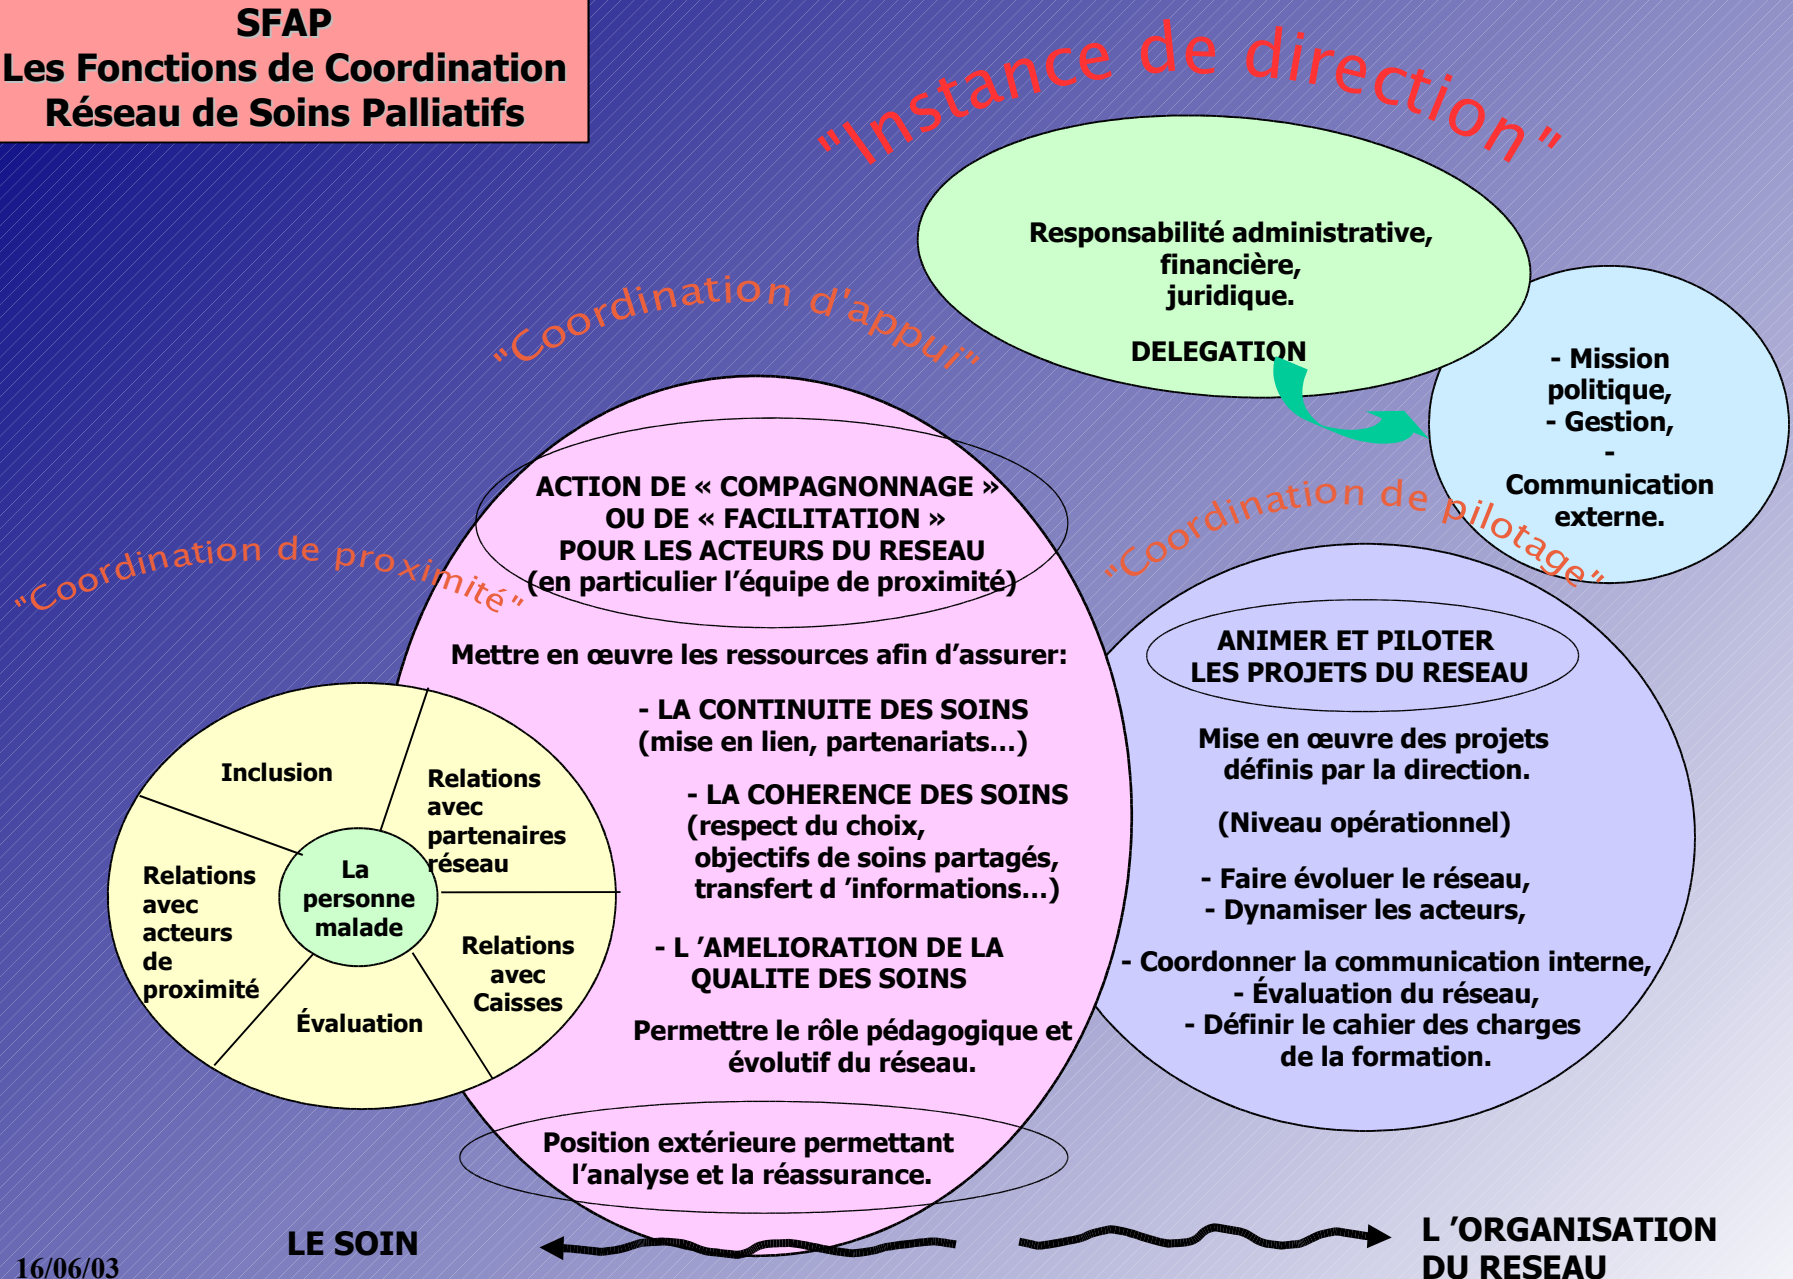 SFAP
Les Fonctions de Coordination
Réseau de Soins Palliatifs
"Instance de direction"
Responsabilité administrative,
financière,
juridique.
DELEGATION
- Mission
politique,
- Gestion,
-
Communication
externe.
"Coordination d'appui"
ACTION DE « COMPAGNONNAGE »
OU DE « FACILITATION »
POUR LES ACTEURS DU RESEAU
(en particulier l’équipe de proximité)
Mettre en œuvre les ressources afin d’assurer:
- LA CONTINUITE DES SOINS
(mise en lien, partenariats…)
- LA COHERENCE DES SOINS
(respect du choix,
objectifs de soins partagés,
transfert d ’informations…)
- L ’AMELIORATION DE LA
QUALITE DES SOINS
Permettre le rôle pédagogique et
évolutif du réseau.
Position extérieure permettant
l’analyse et la réassurance.
"Coordination de proximité"
Inclusion
Relations
avec
partenaires
réseau
Relations
avec
acteurs
de
proximité
La
personne
malade
Relations
avec
Caisses
Évaluation
"Coordination de pilotage"
ANIMER ET PILOTER
LES PROJETS DU RESEAU
Mise en œuvre des projets
définis par la direction.
(Niveau opérationnel)
- Faire évoluer le réseau,
- Dynamiser les acteurs,
- Coordonner la communication interne,
- Évaluation du réseau,
- Définir le cahier des charges
de la formation.
LE SOIN
L ’ORGANISATION
DU RESEAU
16/06/03